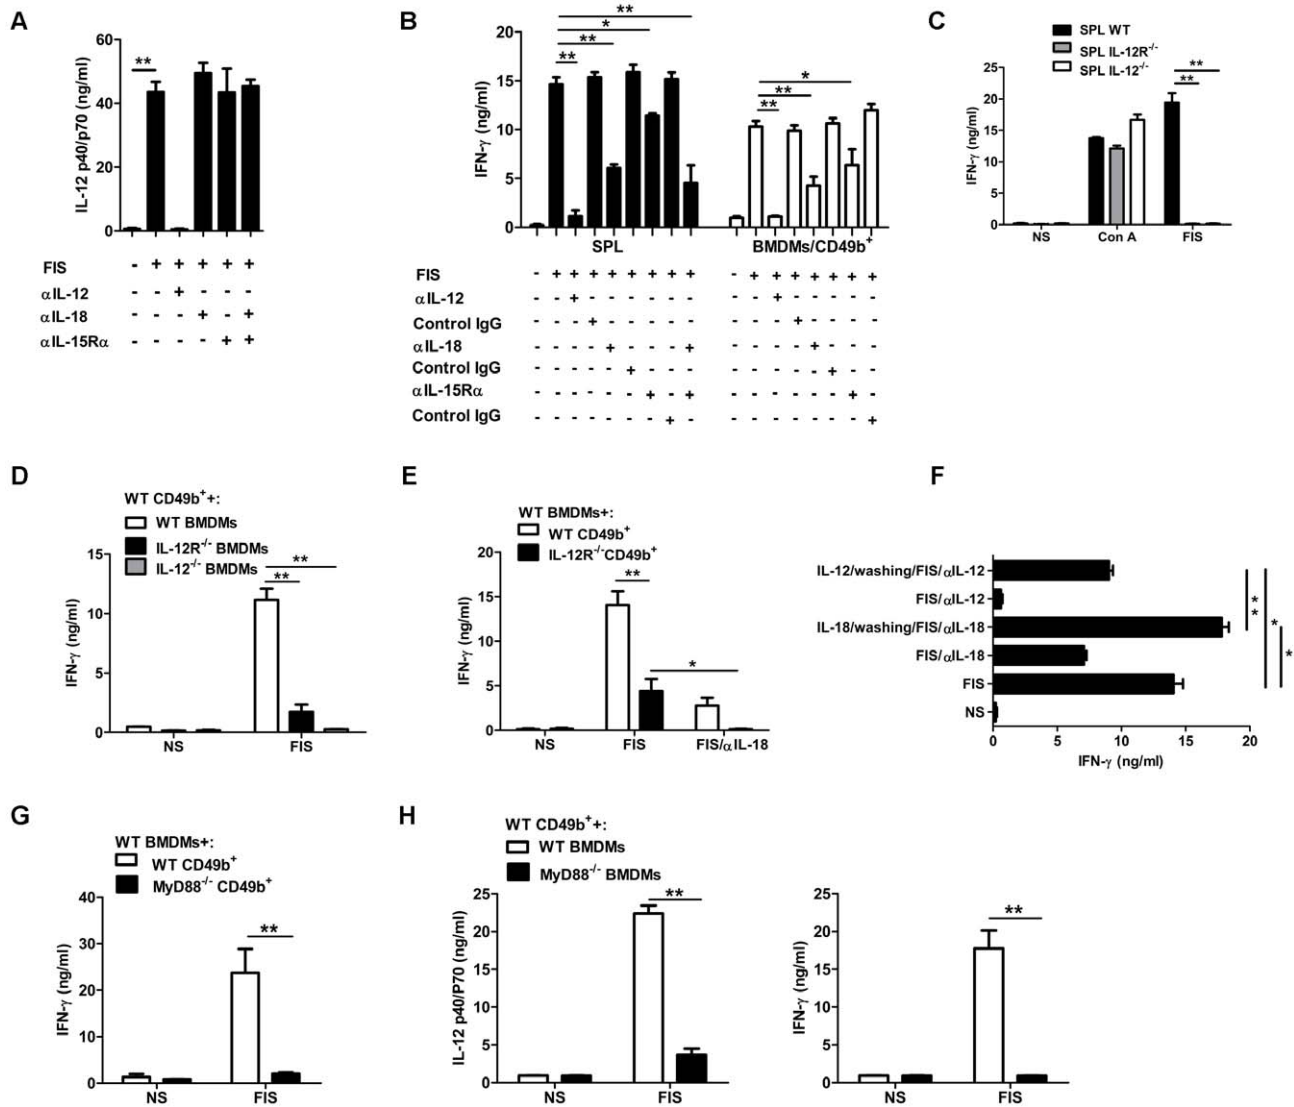 A
60
40
20
0
IL-12 p40/p70 (ng/ml)
**
FIS - + + + + +
αIL-12 - - + - - -
αIL-18 - - - + - +
αIL-15Rα - - - - + +
B
20
15
10
5
0
IFN-γ (ng/ml)
**
*
**
**
*
**
**
SPL
BMDMs/CD49b+
FIS - + + + + + + + + - + + + + + + +
αIL-12 - - + - - - - - - - - + - - - - -
Control IgG - - - + - - - - - - - - + - - - -
αIL-18 - - - - + - - - + - - - - + - - -
Control IgG - - - - - + - - - - - - - - + - -
αIL-15Rα - - - - - - + - + - - - - - - + -
Control IgG - - - - - - - + - - - - - - - - +
C
SPL WT
SPL IL-12R-/-
SPL IL-12-/-
25
20
15
10
5
0
IFN-γ (ng/ml)
**
**
NS
Con A
FIS
D
WT CD49b++:
WT BMDMs
IL-12R-/- BMDMs
IL-12-/- BMDMs
15
10
5
0
IFN-γ (ng/ml)
**
**
NS
FIS
E
WT BMDMs+:
WT CD49b+
IL-12R-/-CD49b+
20
15
10
5
0
IFN-γ (ng/ml)
**
*
NS
FIS
FIS/αIL-18
F
IL-12/washing/FIS/αIL-12
FIS/αIL-12
IL-18/washing/FIS/αIL-18
FIS/αIL-18
FIS
NS
**
*
*
0 5 10 15 20
IFN-γ (ng/ml)
G
WT BMDMs+:
WT CD49b+
MyD88-/- CD49b+
40
30
20
10
0
IFN-γ (ng/ml)
**
NS
FIS
H
WT CD49b++:
WT BMDMs
MyD88-/- BMDMs
25
20
15
10
5
0
IL-12 p40/P70 (ng/ml)
**
NS
FIS
25
20
15
10
5
0
IFN-γ (ng/ml)
**
NS
FIS